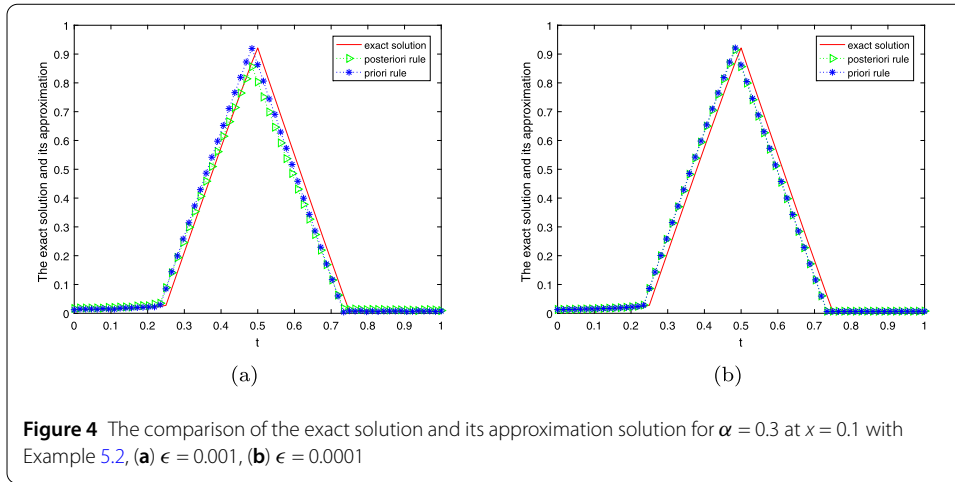 1
0.9
0.8
0.7
0.6
0.5
0.4
0.3
0.2
0.1
0
The exact solution and its approximation
exact solution
posteriori rule
priori rule
0 0.1 0.2 0.3 0.4 0.5 0.6 0.7 0.8 0.9 1
t
(a)
1
0.9
0.8
0.7
0.6
0.5
0.4
0.3
0.2
0.1
0
The exact solution and its approximation
exact solution
posteriori rule
priori rule
0 0.1 0.2 0.3 0.4 0.5 0.6 0.7 0.8 0.9 1
t
(b)
Figure 4 The comparison of the exact solution and its approximation solution for α = 0.3 at x = 0.1 with
Example 5.2, (a) ϵ = 0.001, (b) ϵ = 0.0001